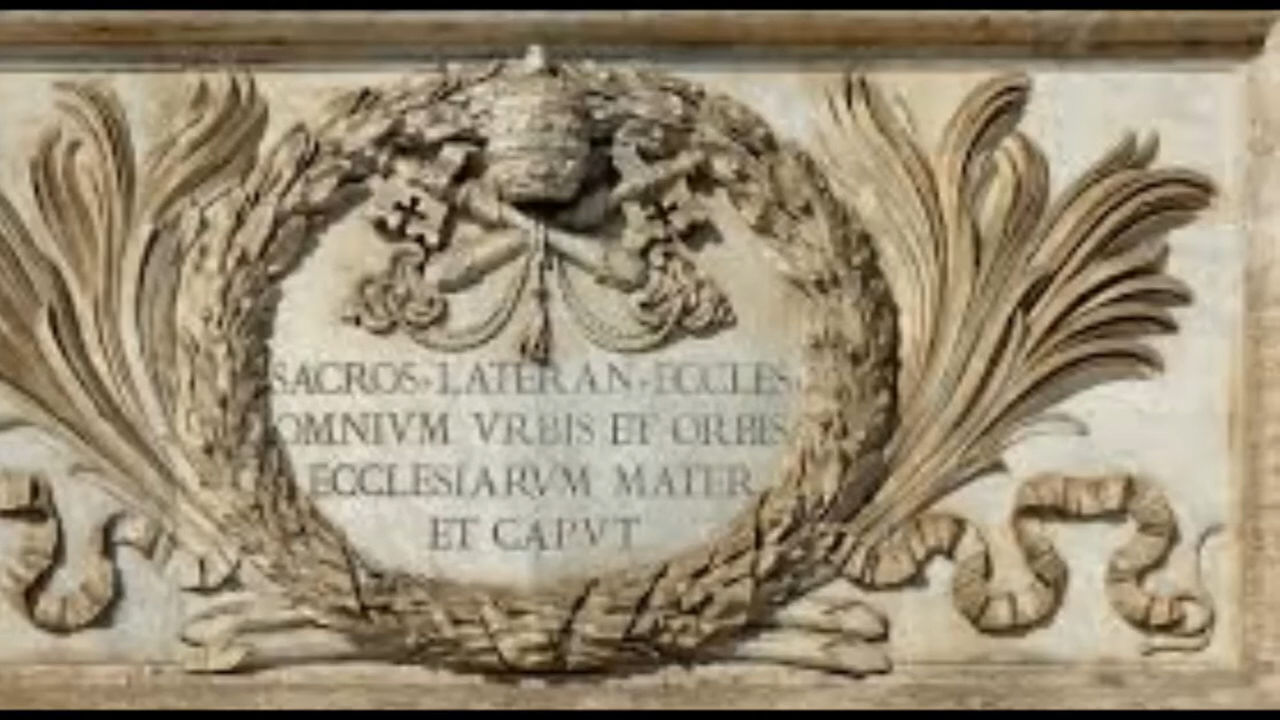 SACROS·LATERAN·ECCLES·
OMNIVM VRBIS ET ORBIS
ECCLESIARVM MATER
ET CAPVT